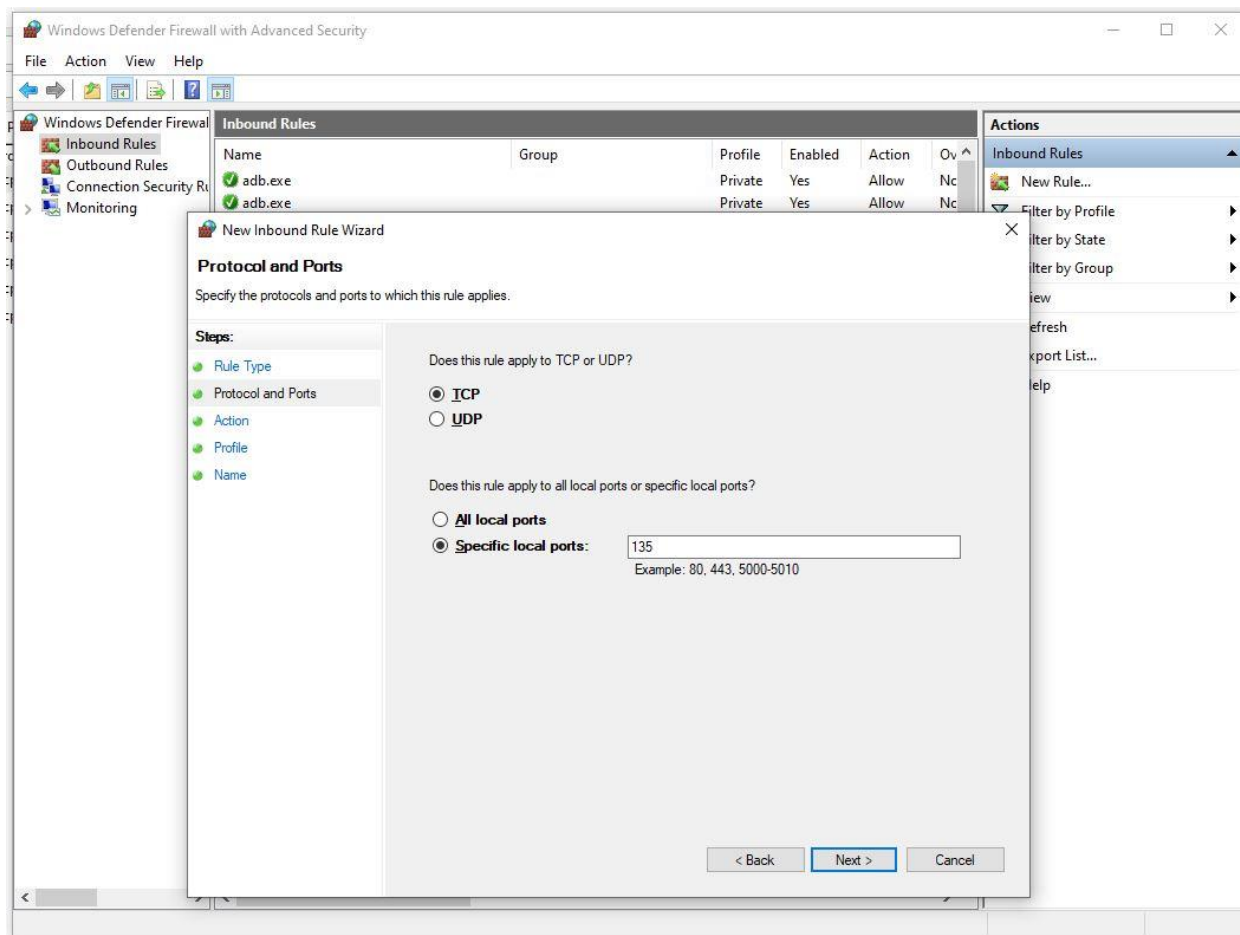 Windows Defender Firewall with Advanced Security
File Action View Help
Windows Defender Firewal
Inbound Rules
Outbound Rules
Connection Security Ru
Monitoring
Inbound Rules
Name Group Profile Enabled Action Ov
adb.exe Private Yes Allow Nc
adb.exe Private Yes Allow Nc
Actions
Inbound Rules
New Rule...
Filter by Profile
ilter by State
ilter by Group
iew
efresh
xport List...
elp
New Inbound Rule Wizard
Protocol and Ports
Specify the protocols and ports to which this rule applies.
Steps:
Rule Type
Protocol and Ports
Action
Profile
Name
Does this rule apply to TCP or UDP?
TCP
UDP
Does this rule apply to all local ports or specific local ports?
All local ports
Specific local ports: 135
Example: 80, 443, 5000-5010
< Back Next > Cancel